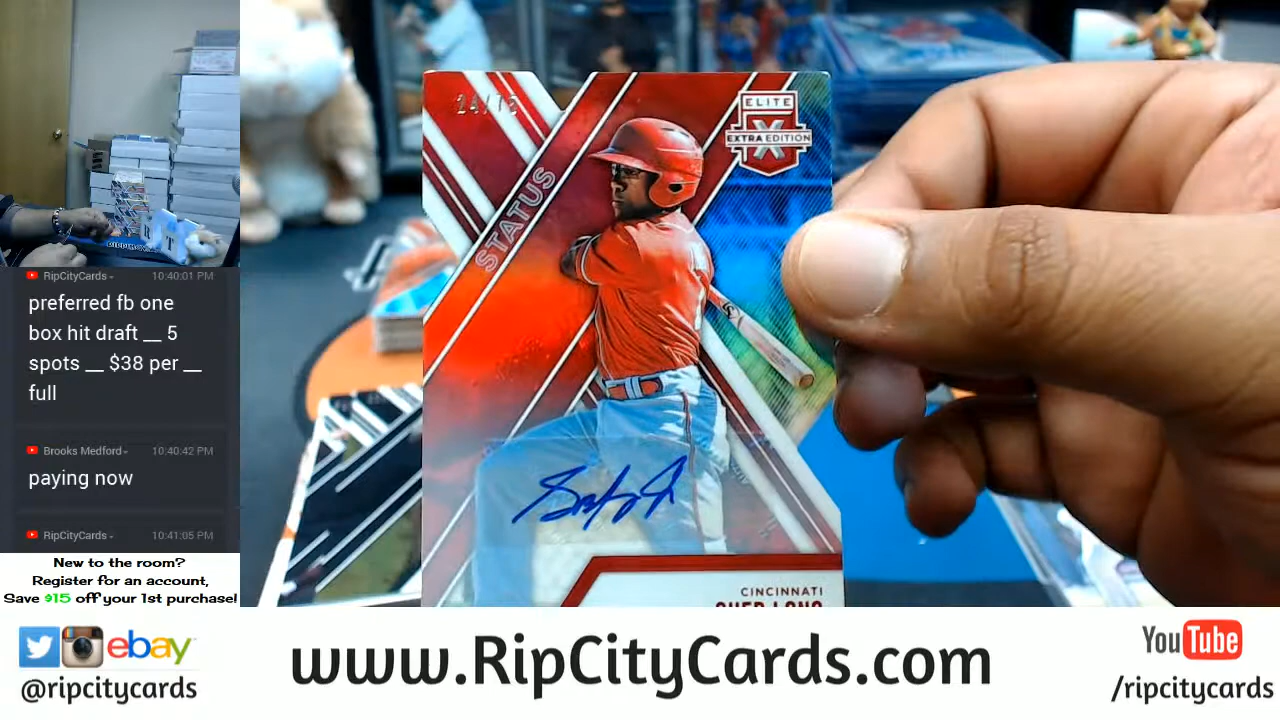 RipCityCards 10:40:01 PM
preferred fb one
box hit draft __ 5
spots __ $38 per __
full
Brooks Medford 10:40:42 PM
paying now
RipCityCards 10:41:05 PM
New to the room?
Register for an account,
Save $15 off your 1st purchase!
ELITE
EXTRA EDITION
X
STATUS
CINCINNATI
ebay
@ripcitycards
www.RipCityCards.com
YouTube
/ripcitycards